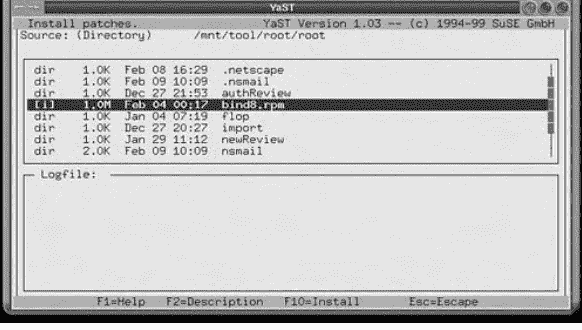 YaST
Install patches. YaST Version 1.03 -- (c) 1994-99 SuSE GmbH
Source: (Directory) /mnt/tool/root/root
dir 1.0K Feb 08 16:29 .netscape
dir 1.0K Feb 09 10:09 .nsmail
dir 1.0K Dec 27 21:53 authReview
[i] 1.0M Feb 04 00:17 bind8.rpm
dir 1.0K Jan 04 07:19 flop
dir 1.0K Dec 27 20:27 import
dir 1.0K Jan 29 11:12 newReview
dir 2.0K Feb 09 10:09 nsmail
Logfile:
F1=Help F2=Description F10=Install Esc=Escape